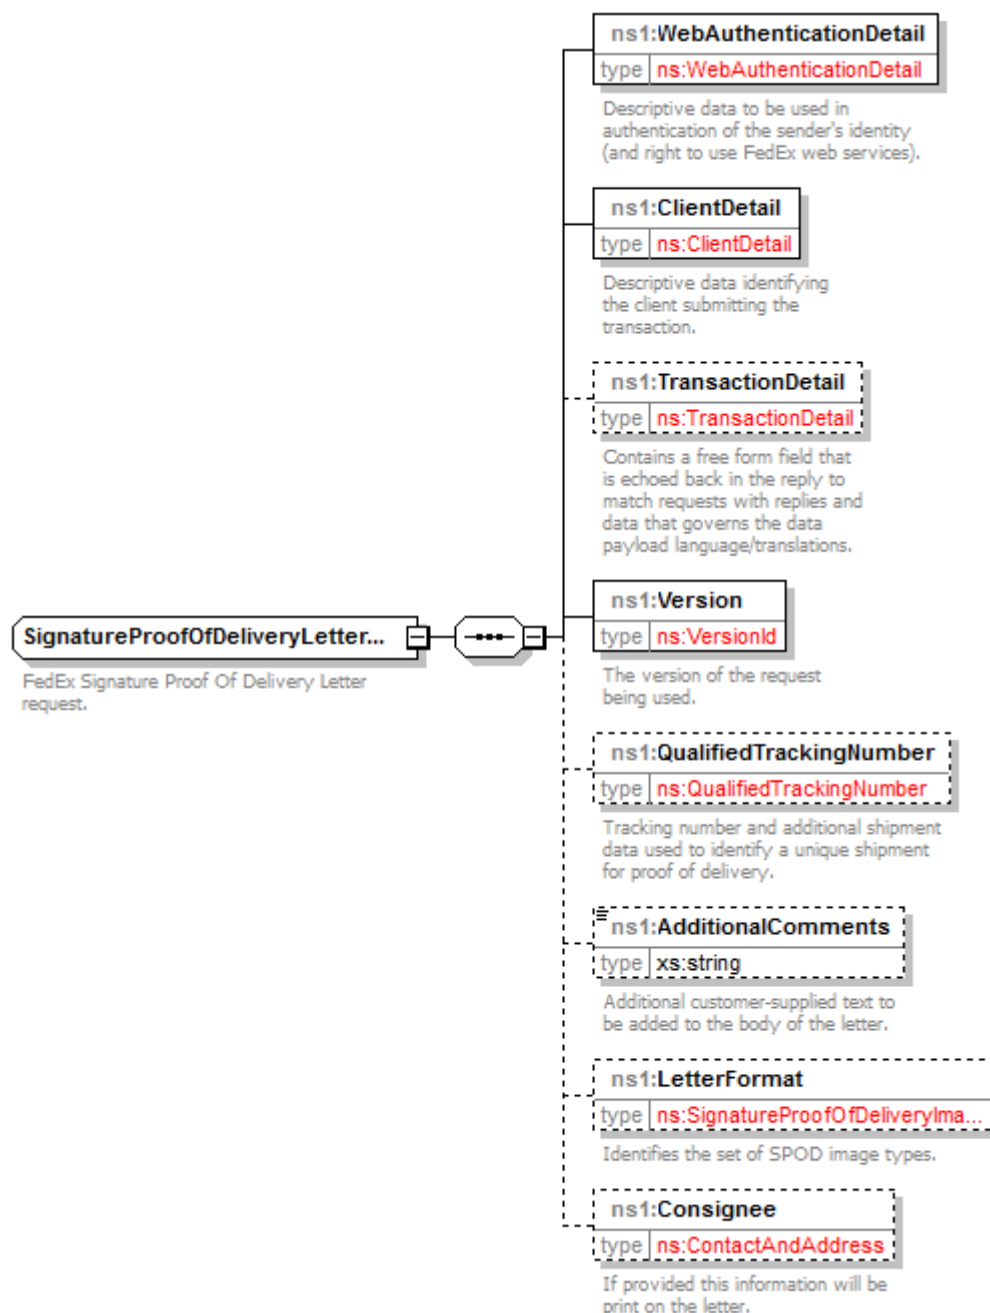 ns1:WebAuthenticationDetail
type ns:WebAuthenticationDetail
Descriptive data to be used in
authentication of the sender's identity
(and right to use FedEx web services).
ns1:ClientDetail
type ns:ClientDetail
Descriptive data identifying
the client submitting the
transaction.
ns1:TransactionDetail
type ns:TransactionDetail
Contains a free form field that
is echoed back in the reply to
match requests with replies and
data that governs the data
payload language/translations.
SignatureProofOfDeliveryLetter...
FedEx Signature Proof Of Delivery Letter
request.
ns1:Version
type ns:VersionId
The version of the request
being used.
ns1:QualifiedTrackingNumber
type ns:QualifiedTrackingNumber
Tracking number and additional shipment
data used to identify a unique shipment
for proof of delivery.
ns1:AdditionalComments
type xs:string
Additional customer-supplied text to
be added to the body of the letter.
ns1:LetterFormat
type ns:SignatureProofOfDeliveryIma...
Identifies the set of SPOD image types.
ns1:Consignee
type ns:ContactAndAddress
If provided this information will be
print on the letter.